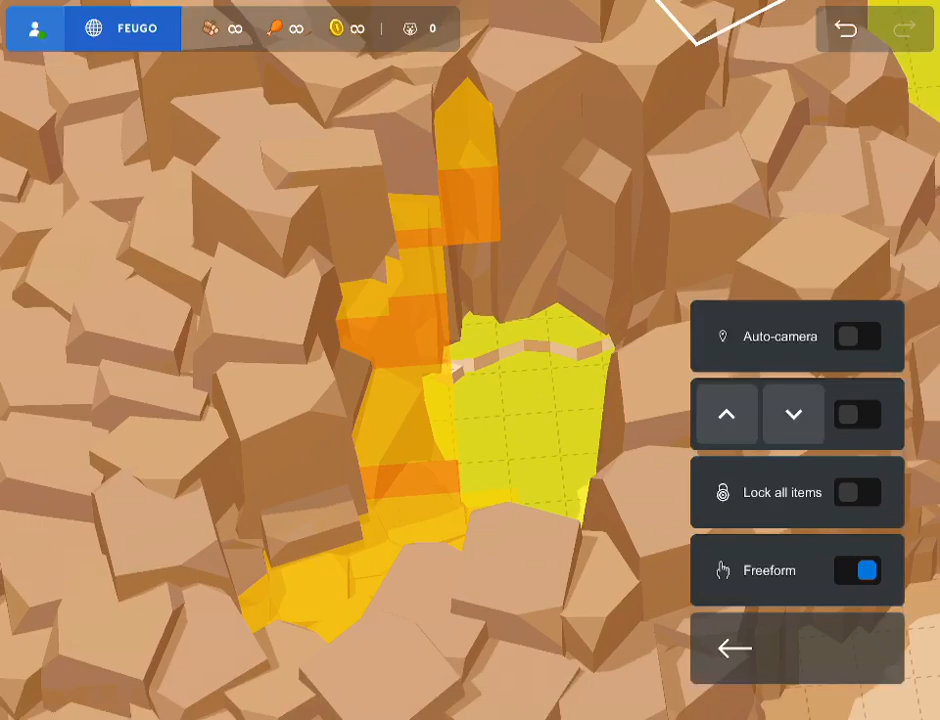 FEUGO ∞ ∞ ∞ | 0
Auto-camera
Lock all items
Freeform